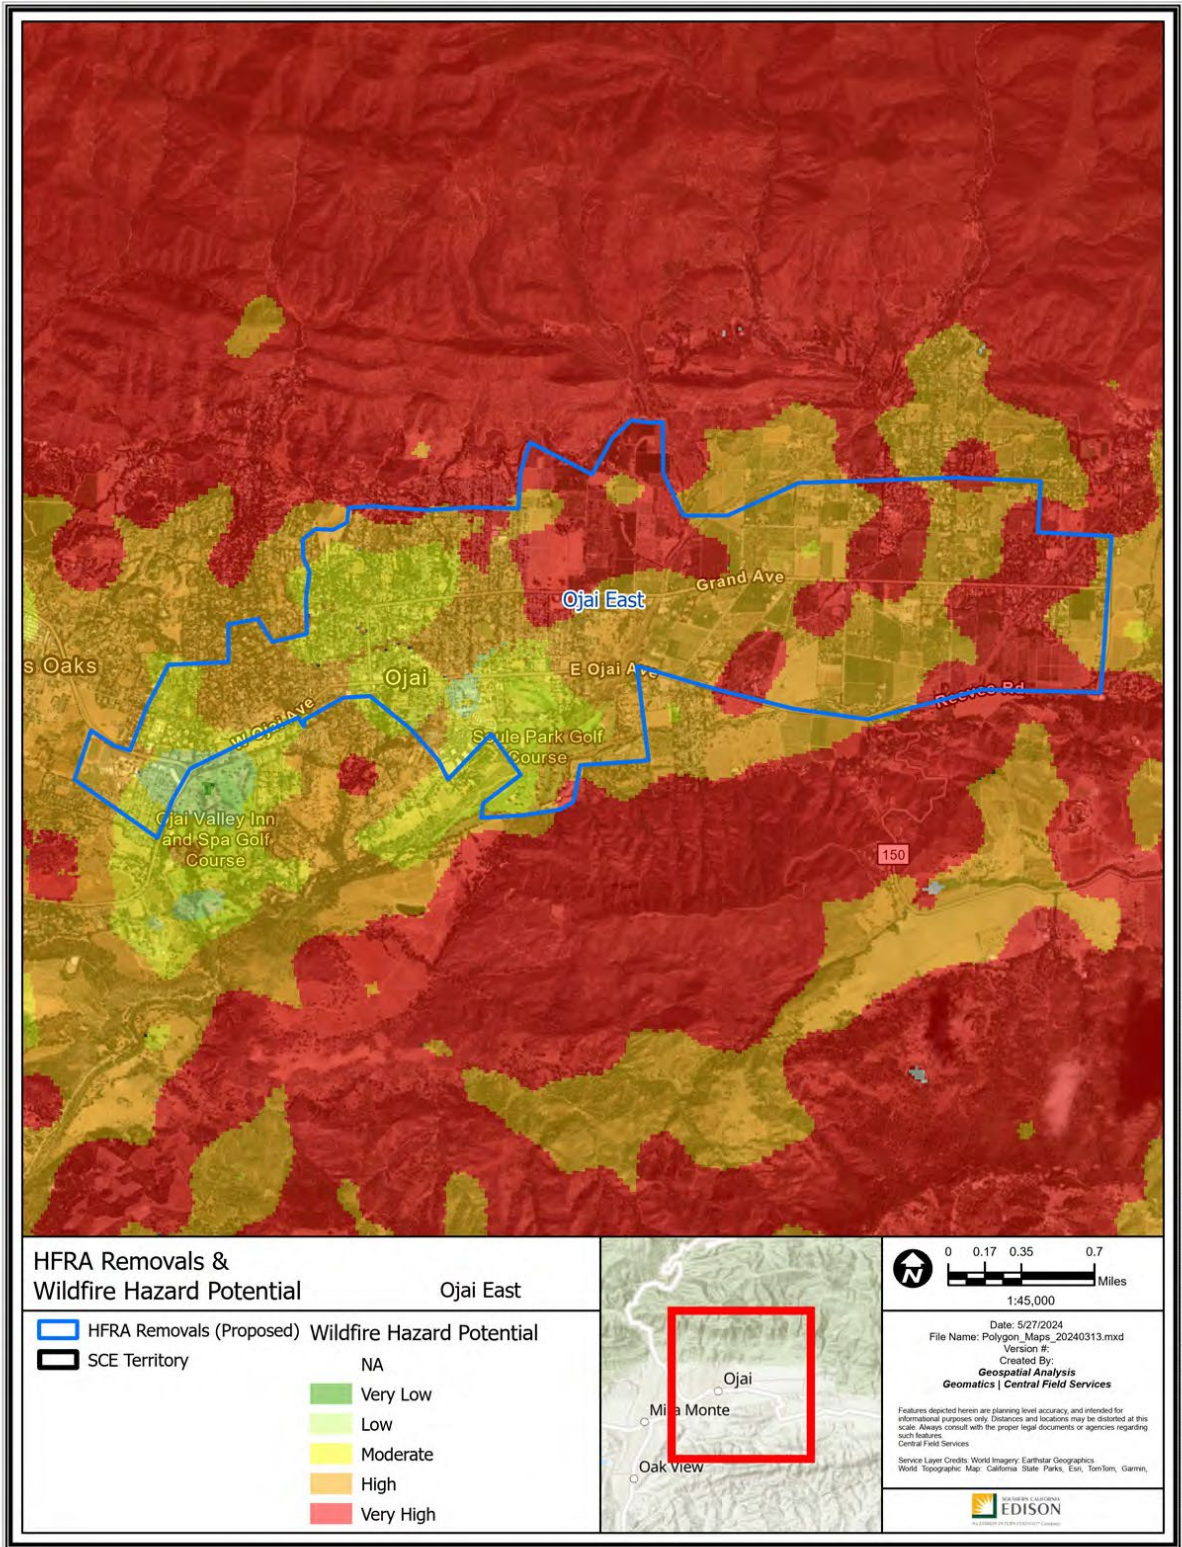 Ojai East
Grand Ave
E Ojai Ave
s Oaks
Ojai
Reeves Rd
W Ojai Ave
Soule Park Golf
Course
Ojai Valley Inn
and Spa Golf
Course
150
HFRA Removals &
Wildfire Hazard Potential
Ojai East
HFRA Removals (Proposed)
SCE Territory
Wildfire Hazard Potential
NA
Very Low
Low
Moderate
High
Very High
Ojai
Mira Monte
Oak View
N
0 0.17 0.35 0.7
Miles
1:45,000
Date: 5/27/2024
File Name: Polygon_Maps_20240313.mxd
Version #:
Created By:
Geospatial Analysis
Geomatics | Central Field Services
Features depicted herein are planning level accuracy, and intended for
informational purposes only. Distances and locations may be distorted at this
scale. Always consult with the proper legal documents or agencies regarding
such features.
Central Field Services
Service Layer Credits: World Imagery: Earthstar Geographics
World Topographic Map: California State Parks, Esri, TomTom, Garmin,
SOUTHERN CALIFORNIA
EDISON
An EDISON INTERNATIONAL® Company